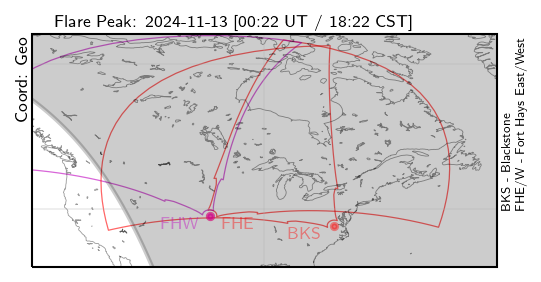 Flare Peak: 2024-11-13 [00:22 UT / 18:22 CST]
Coord: Geo
FHW
FHE
BKS
BKS - Blackstone
FHE/W - Fort Hays East/West